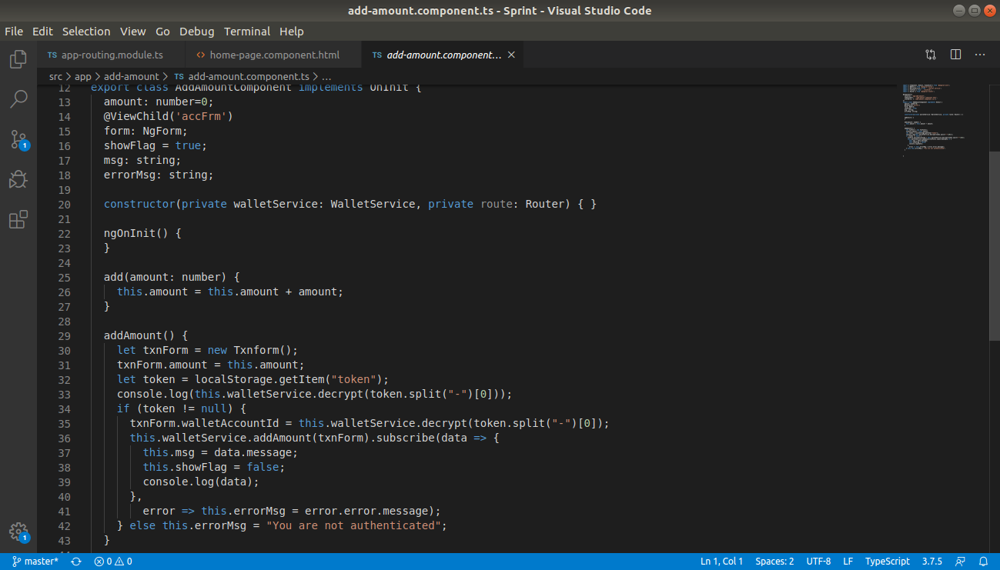 add-amount.component.ts - Sprint - Visual Studio Code
File Edit Selection View Go Debug Terminal Help
TS app-routing.module.ts <> home-page.component.html TS add-amount.component...
src > app > add-amount > TS add-amount.component.ts > ...
12 export class AddAmountComponent implements OnInit {
13 amount: number=0;
14 @ViewChild('accFrm')
15 form: NgForm;
16 showFlag = true;
17 msg: string;
18 errorMsg: string;
19
20 constructor(private walletService: WalletService, private route: Router) { }
21
22 ngOnInit() {
23 }
24
25 add(amount: number) {
26 this.amount = this.amount + amount;
27 }
28
29 addAmount() {
30 let txnForm = new Txnform();
31 txnForm.amount = this.amount;
32 let token = localStorage.getItem("token");
33 console.log(this.walletService.decrypt(token.split("-")[0]));
34 if (token != null) {
35 txnForm.walletAccountId = this.walletService.decrypt(token.split("-")[0]);
36 this.walletService.addAmount(txnForm).subscribe(data => {
37 this.msg = data.message;
38 this.showFlag = false;
39 console.log(data);
40 },
41 error => this.errorMsg = error.error.message);
42 } else this.errorMsg = "You are not authenticated";
43 }
1
1
master* 0 0 Ln 1, Col 1 Spaces: 2 UTF-8 LF TypeScript 3.7.5